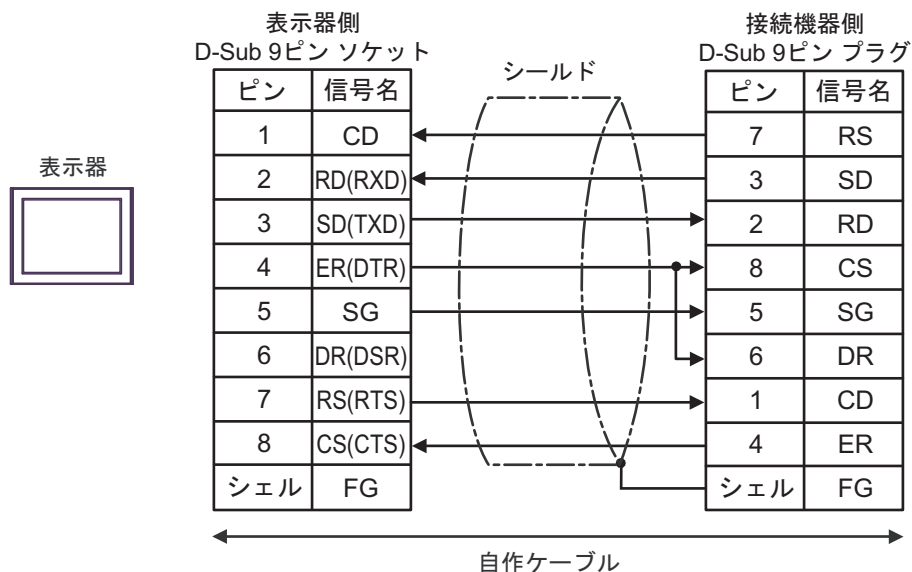 表示器側
D-Sub 9ピン ソケット
接続機器側
D-Sub 9ピン プラグ
シールド
表示器
ピン 信号名 ピン 信号名
1 CD 7 RS
2 RD(RXD) 3 SD
3 SD(TXD) 2 RD
4 ER(DTR) 8 CS
5 SG 5 SG
6 DR(DSR) 6 DR
7 RS(RTS) 1 CD
8 CS(CTS) 4 ER
シェル FG シェル FG
自作ケーブル